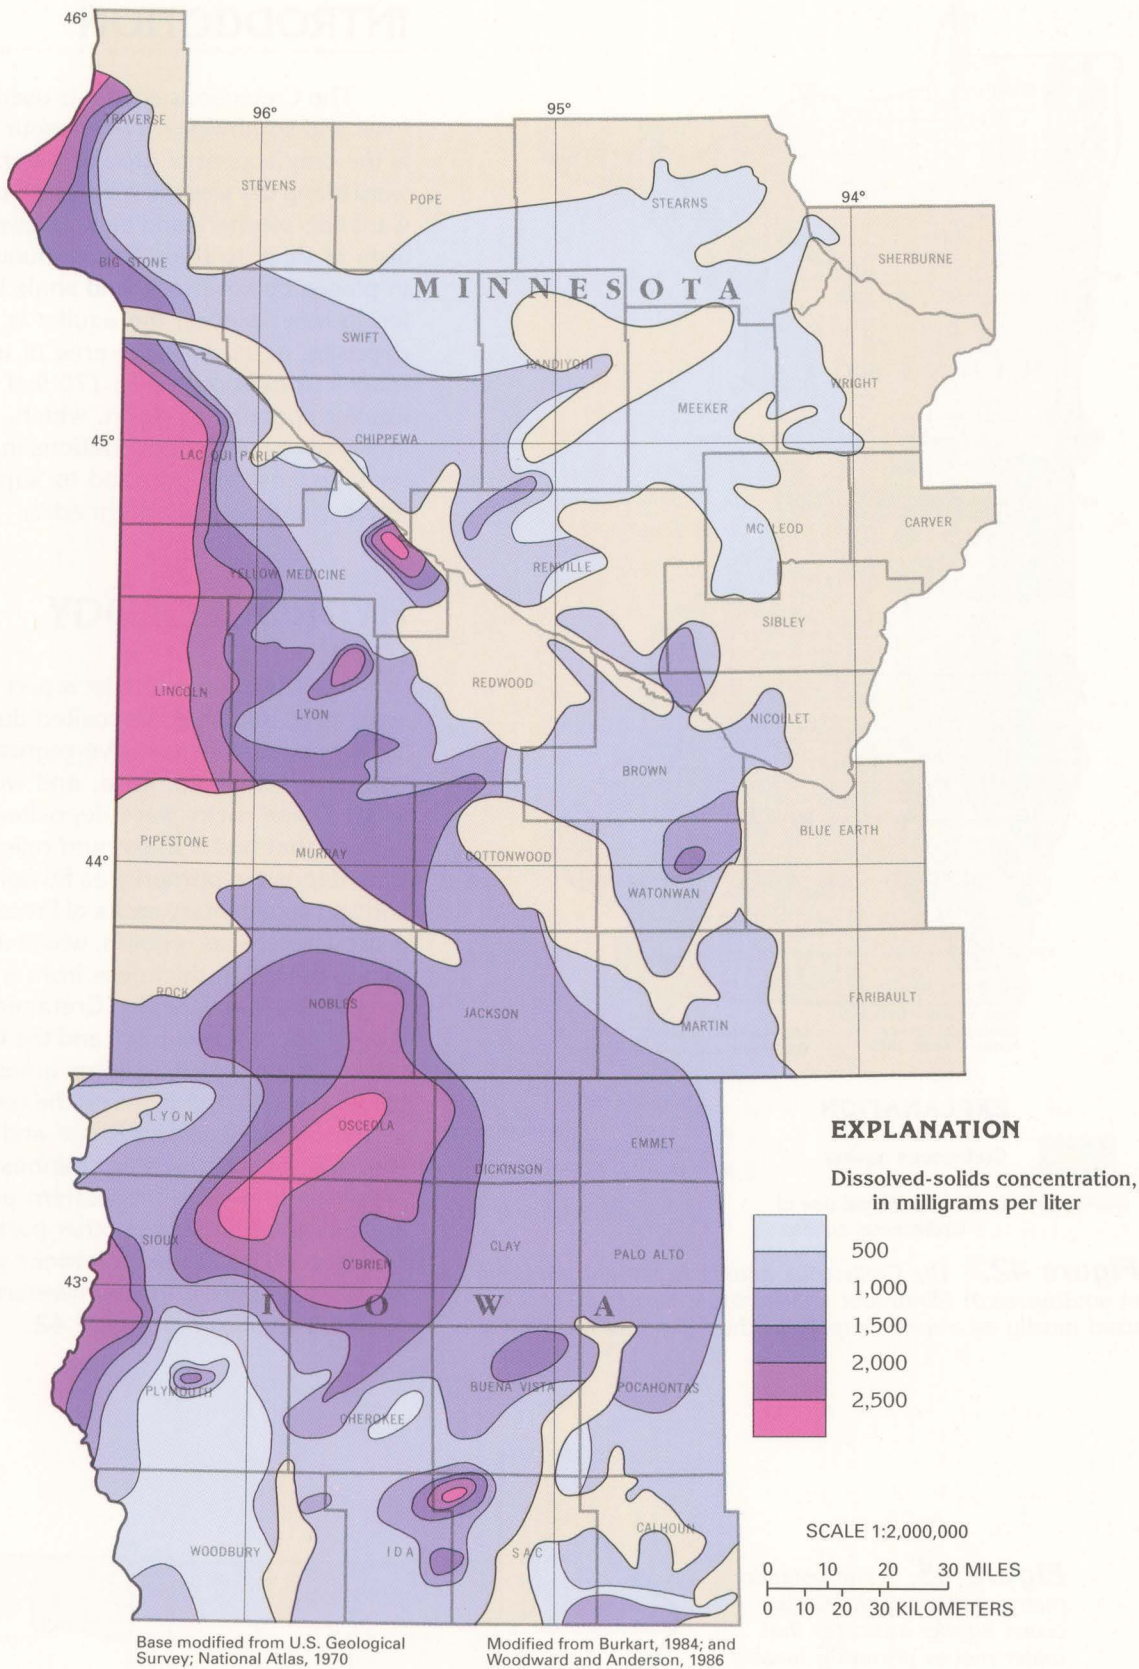 46°
TRAVERSE
96°
95°
STEVENS
POPE
STEARNS
94°
BIG STONE
SHERBURNE
MINNESOTA
SWIFT
KANDIYOHI
WRIGHT
MEEKER
45°
CHIPPEWA
LAC QUI PARLE
MC LEOD
CARVER
YELLOW MEDICINE
RENVILLE
SIBLEY
LINCOLN
REDWOOD
LYON
NICOLLET
BROWN
PIPESTONE
MURRAY
COTTONWOOD
BLUE EARTH
44°
WATONWAN
ROCK
NOBLES
JACKSON
MARTIN
FARIBAULT
LYON
OSCEOLA
DICKINSON
EMMET
SIOUX
O'BRIEN
CLAY
PALO ALTO
43°
IOWA
PLYMOUTH
CHEROKEE
BUENA VISTA
POCAHONTAS
WOODBURY
IDA
SAC
CALHOUN
EXPLANATION
Dissolved-solids concentration,
in milligrams per liter
500
1,000
1,500
2,000
2,500
SCALE 1:2,000,000
0 10 20 30 MILES
0 10 20 30 KILOMETERS
Base modified from U.S. Geological
Survey; National Atlas, 1970
Modified from Burkart, 1984; and
Woodward and Anderson, 1986